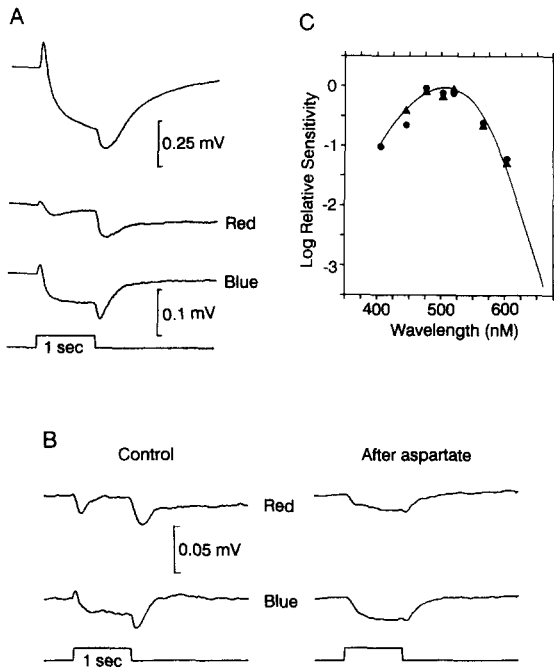 A
0.25 mV
Red
Blue
0.1 mV
1 sec
C
Log Relative Sensitivity
0
-1
-2
-3
400
500
600
Wavelength (nM)
B
Control
After aspartate
Red
0.05 mV
Blue
1 sec